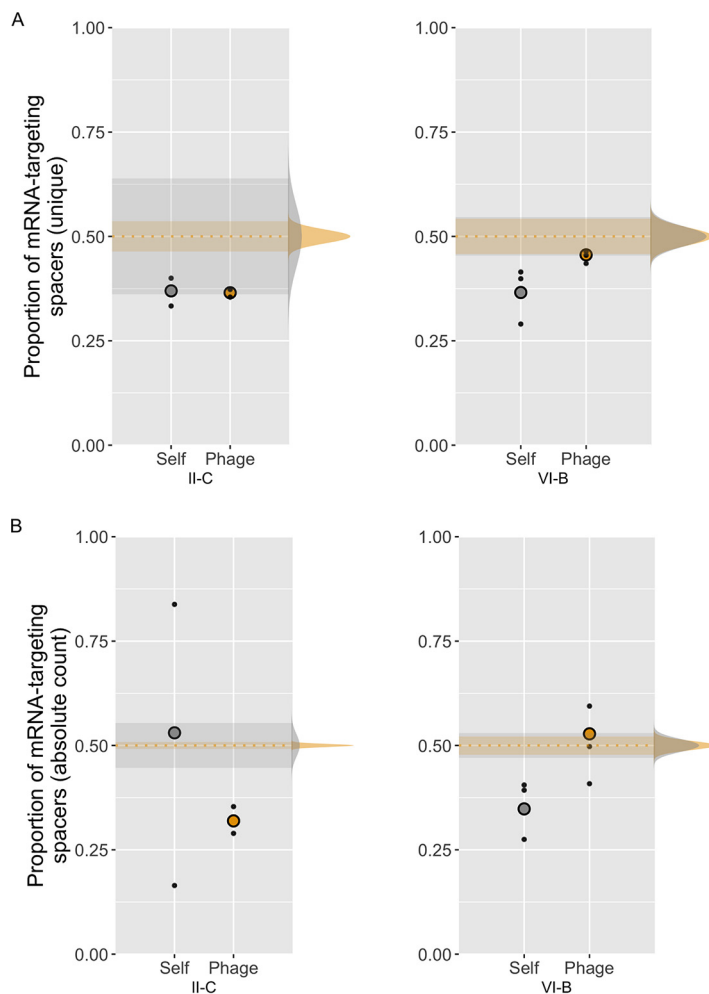 A
Proportion of mRNA-targeting
spacers (unique)
1.00
0.75
0.50
0.25
0.00
Self Phage
II-C
1.00
0.75
0.50
0.25
0.00
Self Phage
VI-B
B
Proportion of mRNA-targeting
spacers (absolute count)
1.00
0.75
0.50
0.25
0.00
Self Phage
II-C
1.00
0.75
0.50
0.25
0.00
Self Phage
VI-B